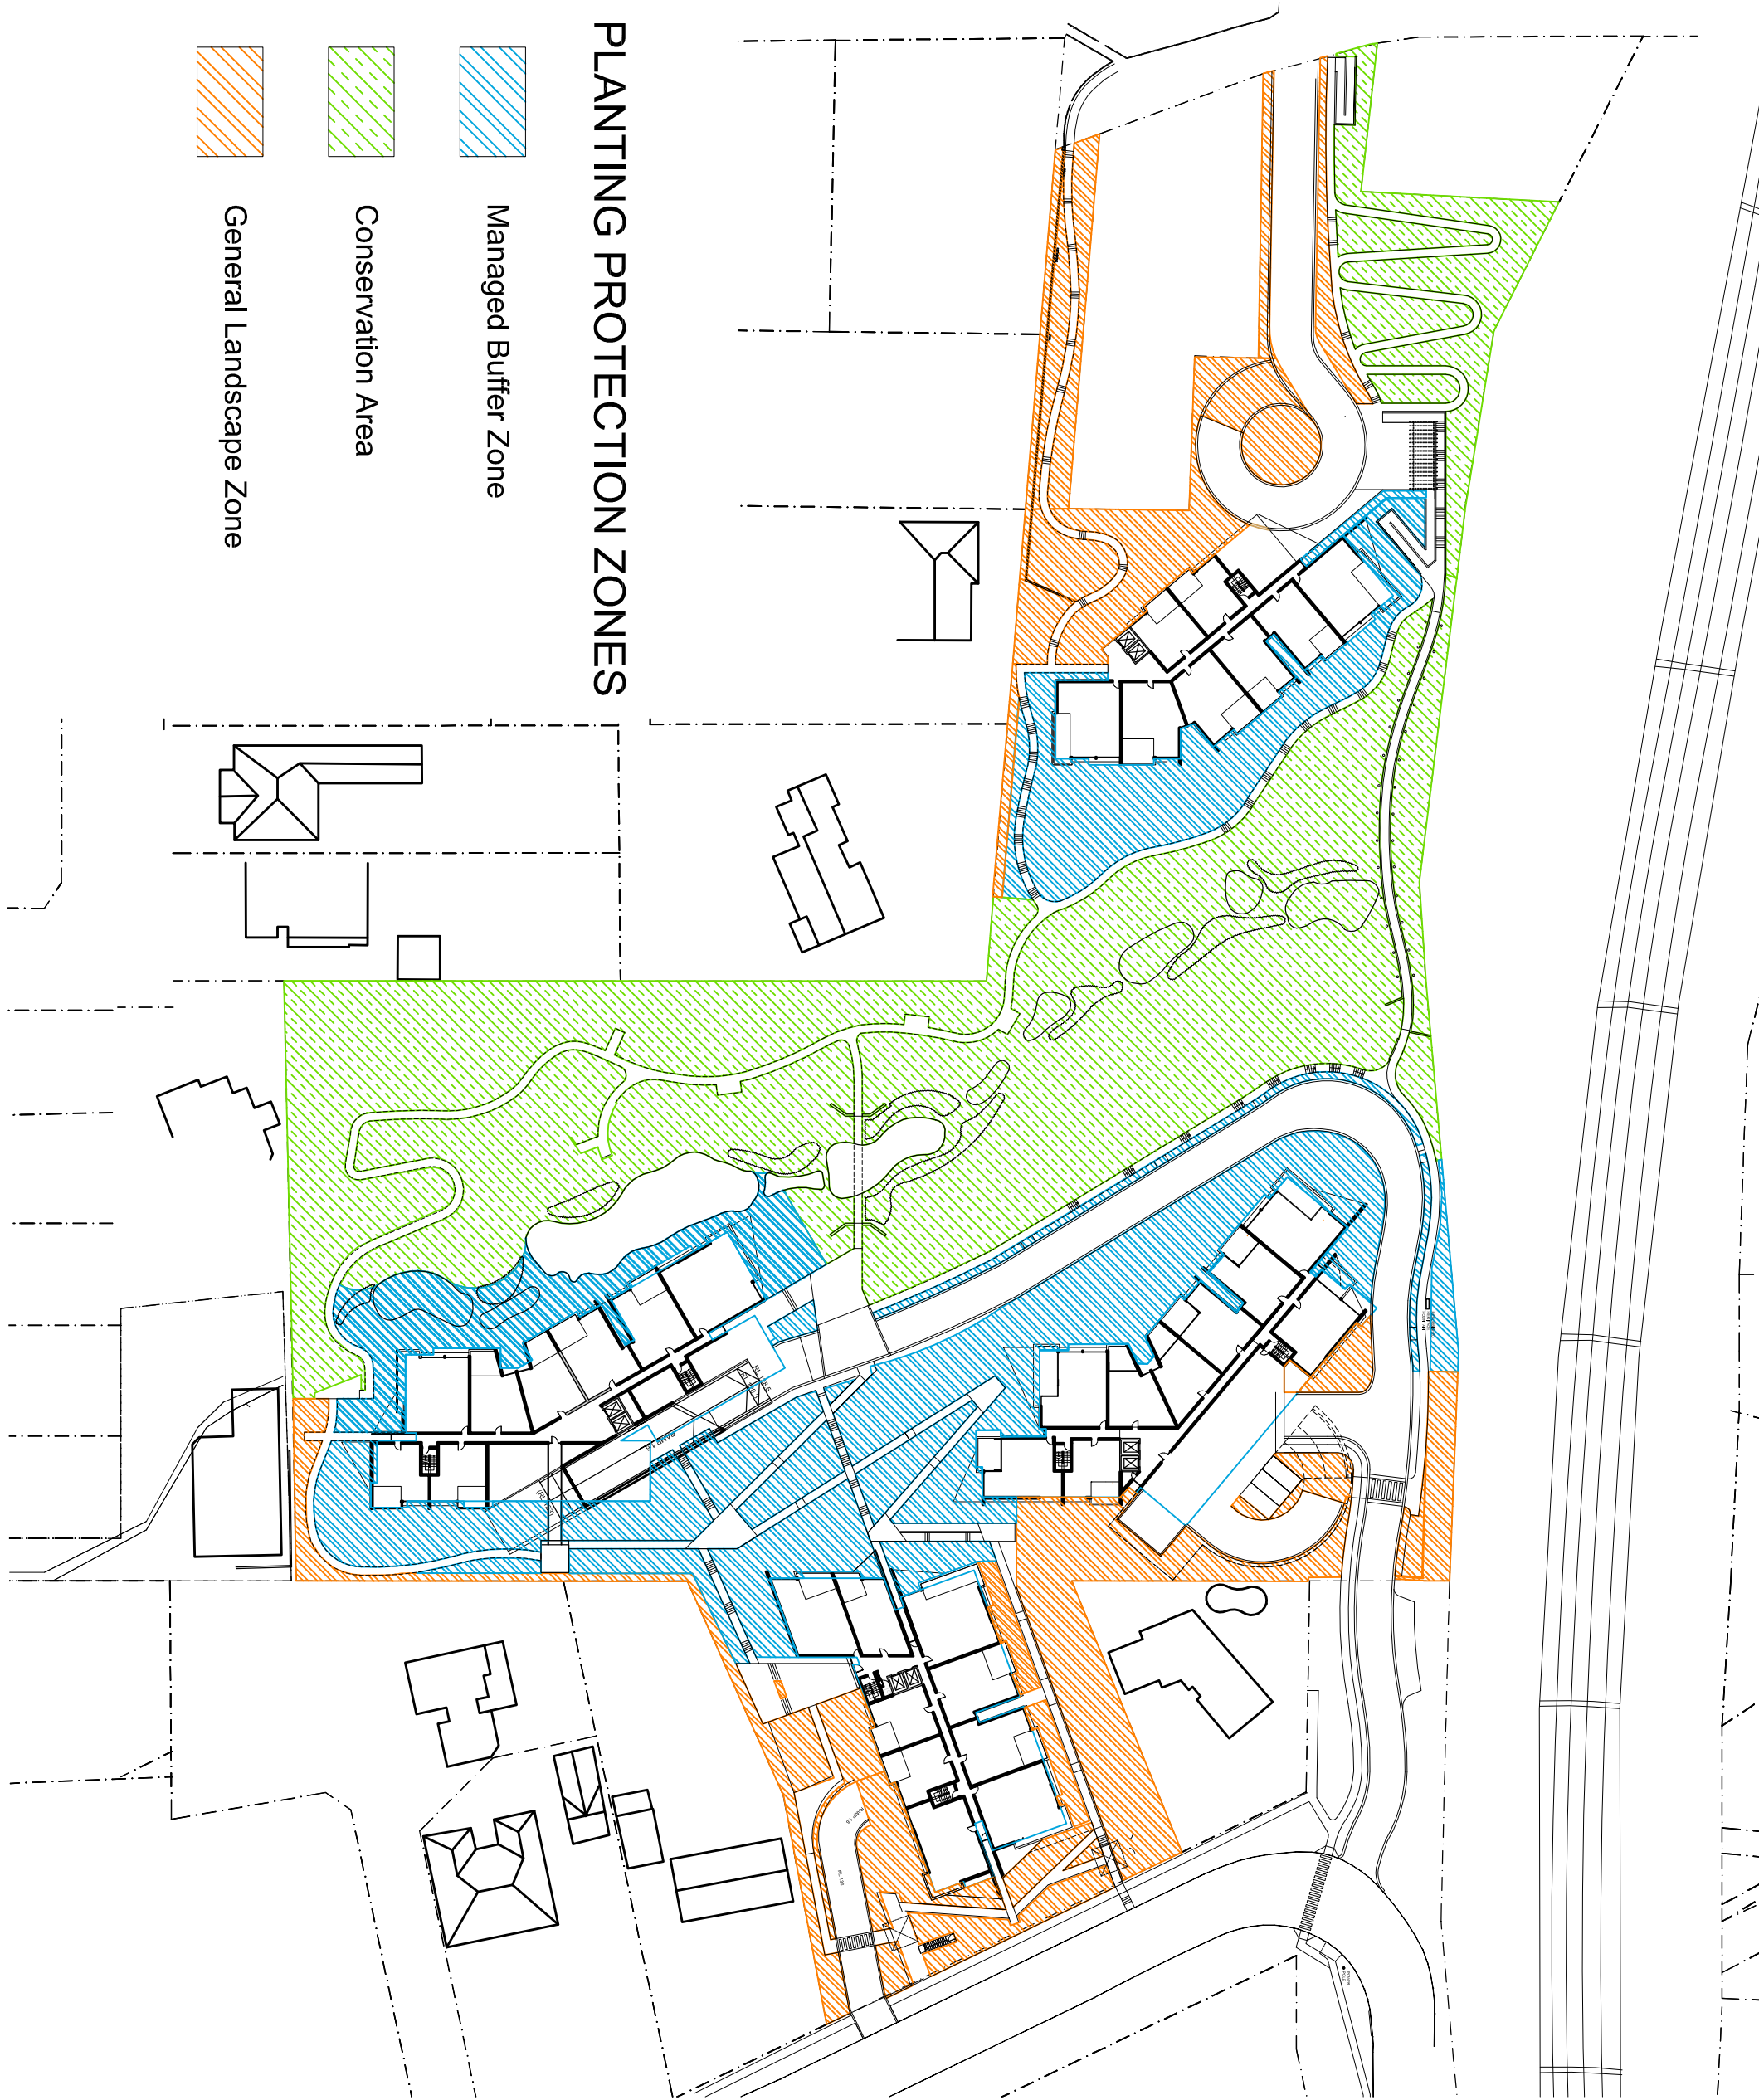 PLANTING PROTECTION ZONES
Managed Buffer Zone
Conservation Area
General Landscape Zone